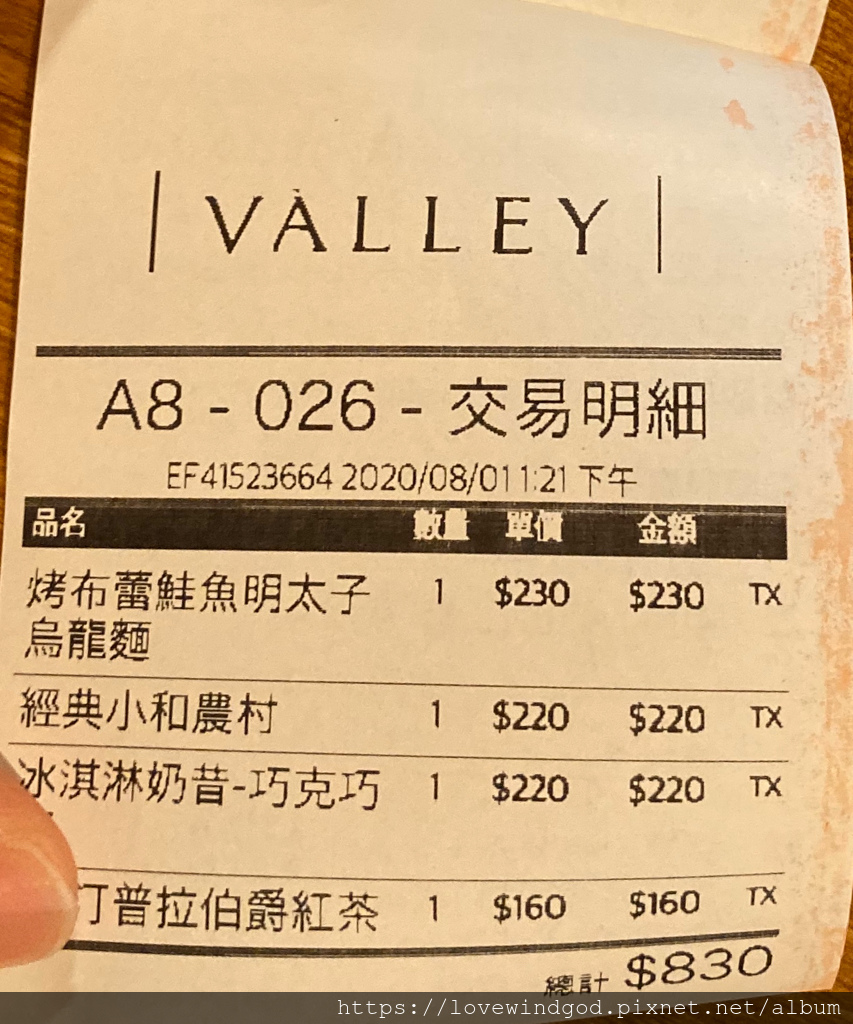 VALLEY
A8 - 026 - 交易明細
EF41523664 2020/08/01 1:21 下午
品名 數量 單價 金額
烤布蕾鮭魚明太子 1 $230 $230 TX
烏龍麵
經典小和農村 1 $220 $220 TX
冰淇淋奶昔-巧克巧 1 $220 $220 TX
汀普拉伯爵紅茶 1 $160 $160 TX
總計 $830
https://lovewindgod.pixnet.net/album